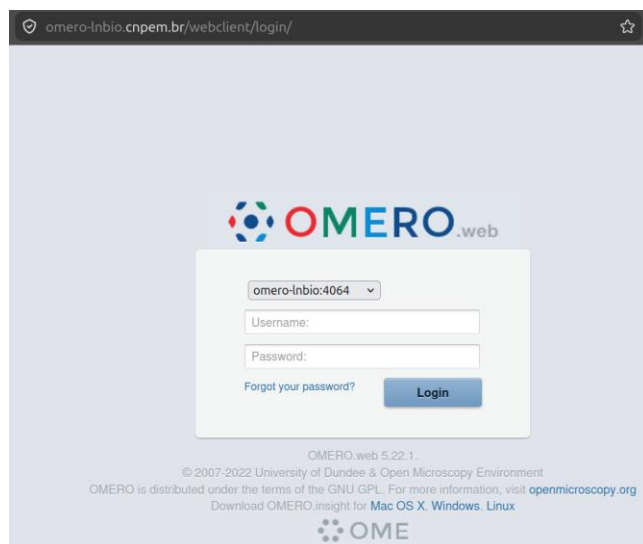 omero-lnbio.cnpem.br/webclient/login/
OMERO.web
omero-lnbio:4064
Username:
Password:
Forgot your password?
Login
OMERO.web 5.22.1.
© 2007-2022 University of Dundee & Open Microscopy Environment
OMERO is distributed under the terms of the GNU GPL. For more information, visit openmicroscopy.org
Download OMERO.insight for Mac OS X, Windows, Linux
OME